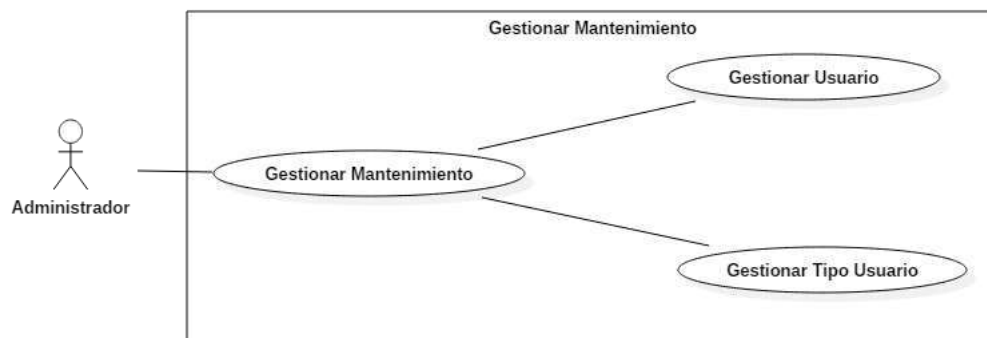 Gestionar Mantenimiento
Gestionar Usuario
Gestionar Mantenimiento
Administrador
Gestionar Tipo Usuario